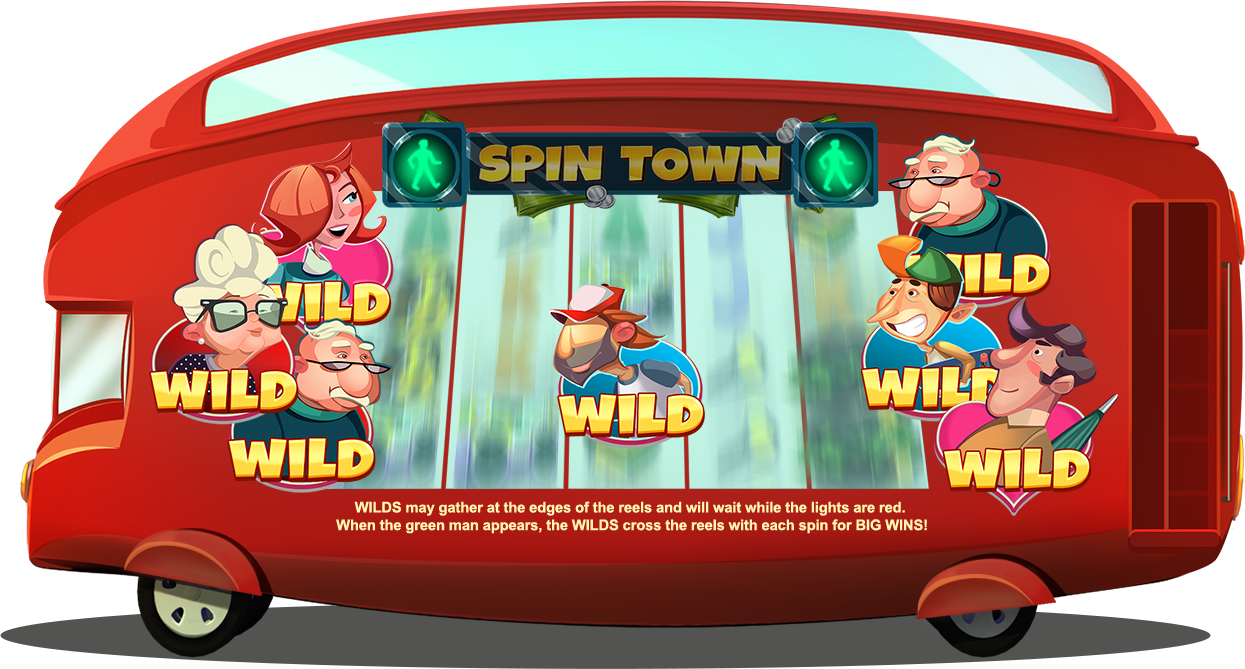 SPIN TOWN
WILD
WILD
WILD
WILD
WILD
WILD
WILD
WILDS may gather at the edges of the reels and will wait while the lights are red.
When the green man appears, the WILDS cross the reels with each spin for BIG WINS!